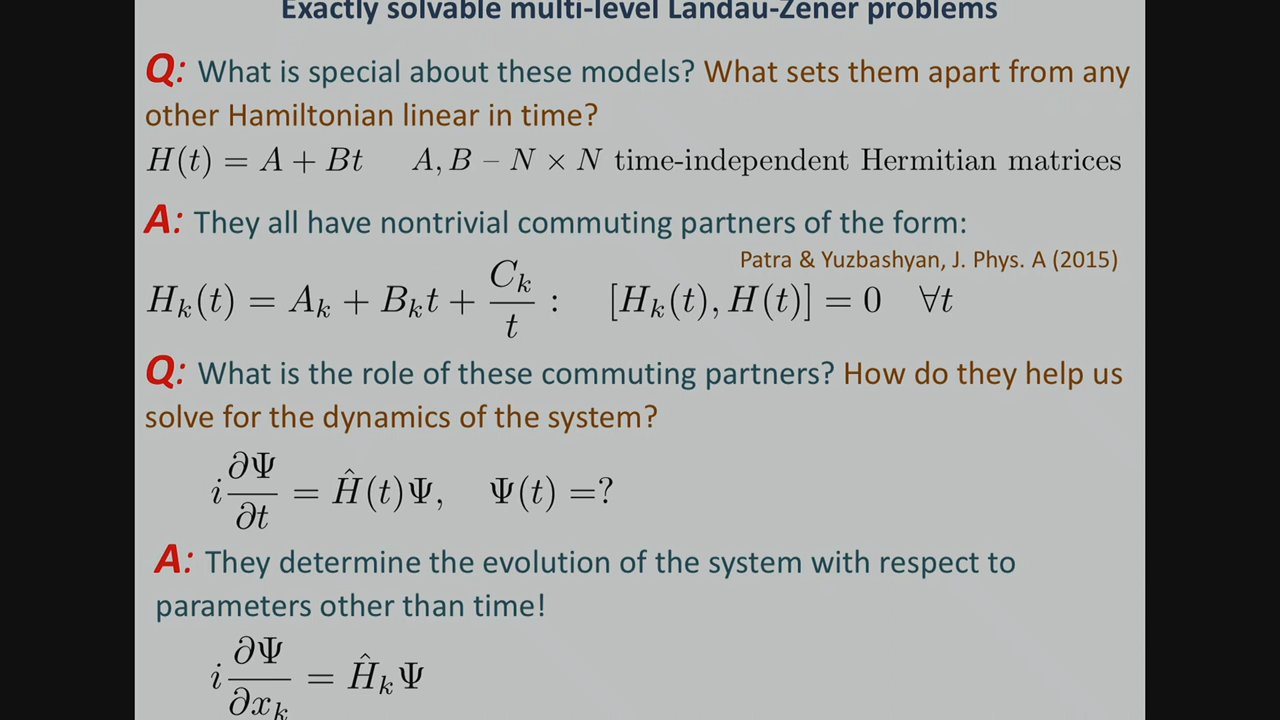 Exactly solvable multi-level Landau-Zener problems
Q: What is special about these models? What sets them apart from any
other Hamiltonian linear in time?
H(t) = A + Bt A, B – N × N time-independent Hermitian matrices
A: They all have nontrivial commuting partners of the form:
Patra & Yuzbashyan, J. Phys. A (2015)
H_k(t) = A_k + B_k t + C_k/t : [H_k(t), H(t)] = 0 ∀t
Q: What is the role of these commuting partners? How do they help us
solve for the dynamics of the system?
i ∂Ψ/∂t = Ĥ(t)Ψ, Ψ(t) =?
A: They determine the evolution of the system with respect to
parameters other than time!
i ∂Ψ/∂x_k = Ĥ_kΨ